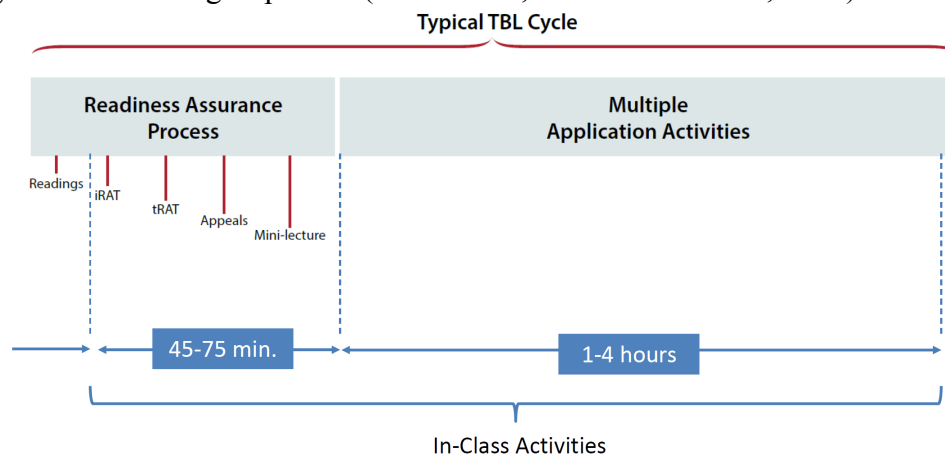 Typical TBL Cycle
Readiness Assurance
Process
Multiple
Application Activities
Readings
iRAT
tRAT
Appeals
Mini-lecture
45-75 min.
1-4 hours
In-Class Activities